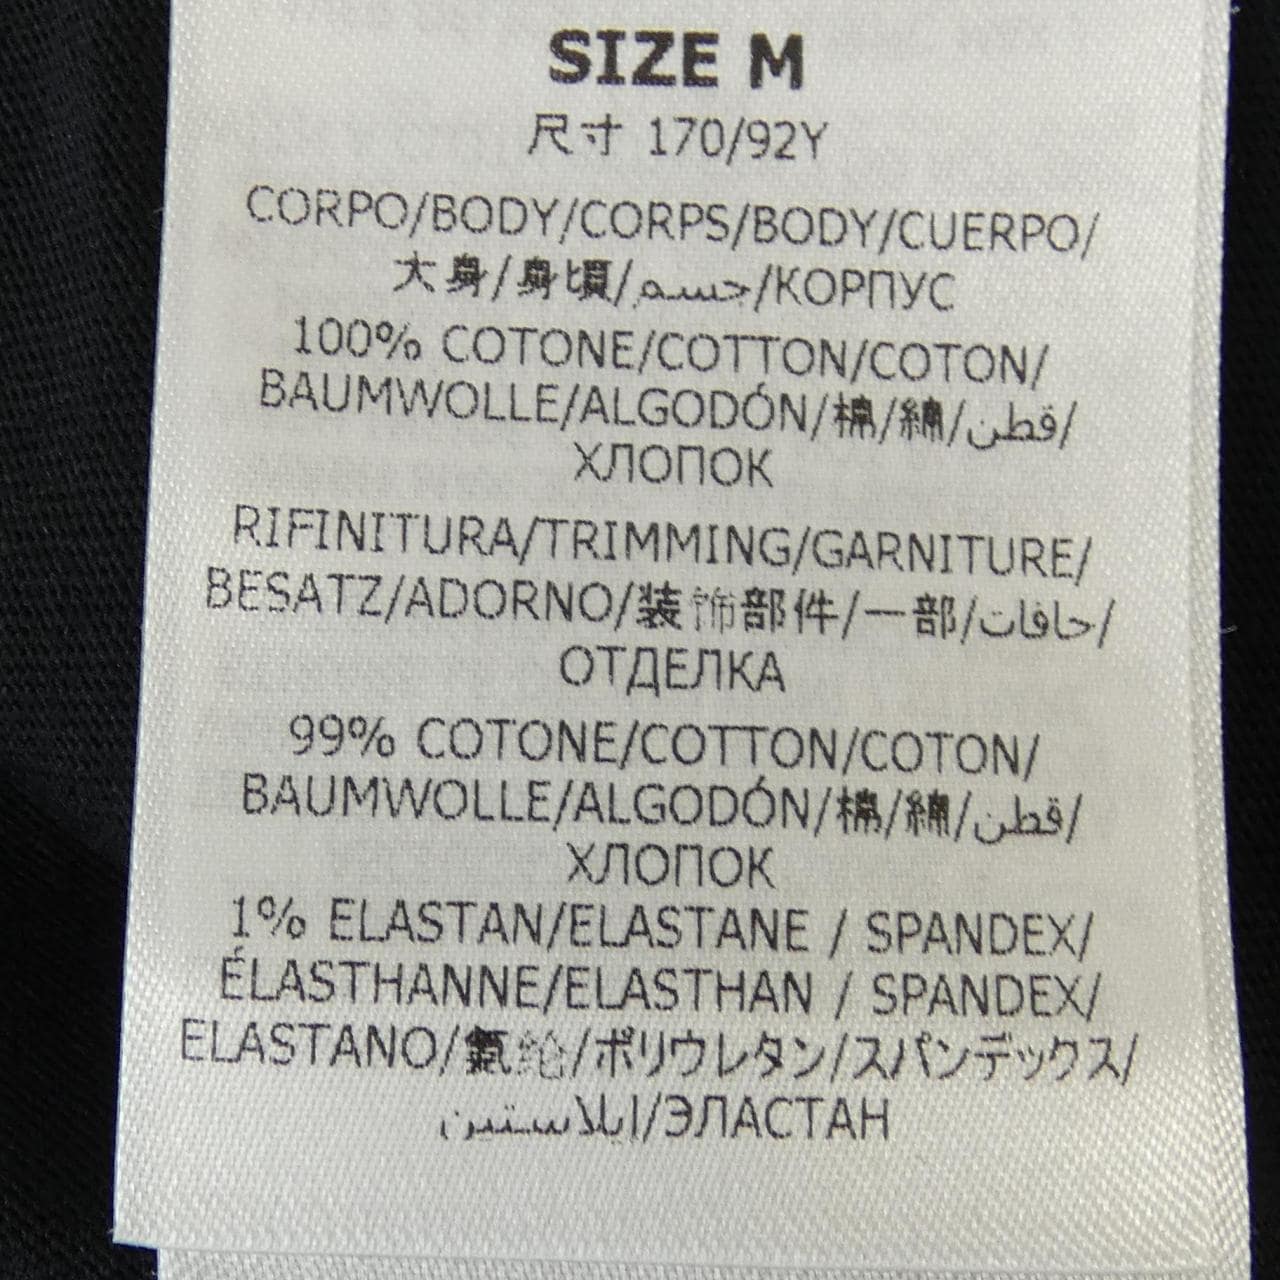 SIZE M
尺寸 170/92Y
CORPO/BODY/CORPS/BODY/CUERPO/
大身/身頃/جسم/КОРПУС
100% COTONE/COTTON/COTON/
BAUMWOLLE/ALGODÓN/棉/綿/قطن/
ХЛОПОК
RIFINITURA/TRIMMING/GARNITURE/
BESATZ/ADORNO/装饰部件/一部/حافات/
ОТДЕЛКА
99% COTONE/COTTON/COTON/
BAUMWOLLE/ALGODÓN/棉/綿/قطن/
ХЛОПОК
1% ELASTAN/ELASTANE / SPANDEX/
ÉLASTHANNE/ELASTHAN / SPANDEX/
ELASTANO/氨纶/ポリウレタン/スパンデックス/
ايلاستين/ЭЛАСТАН